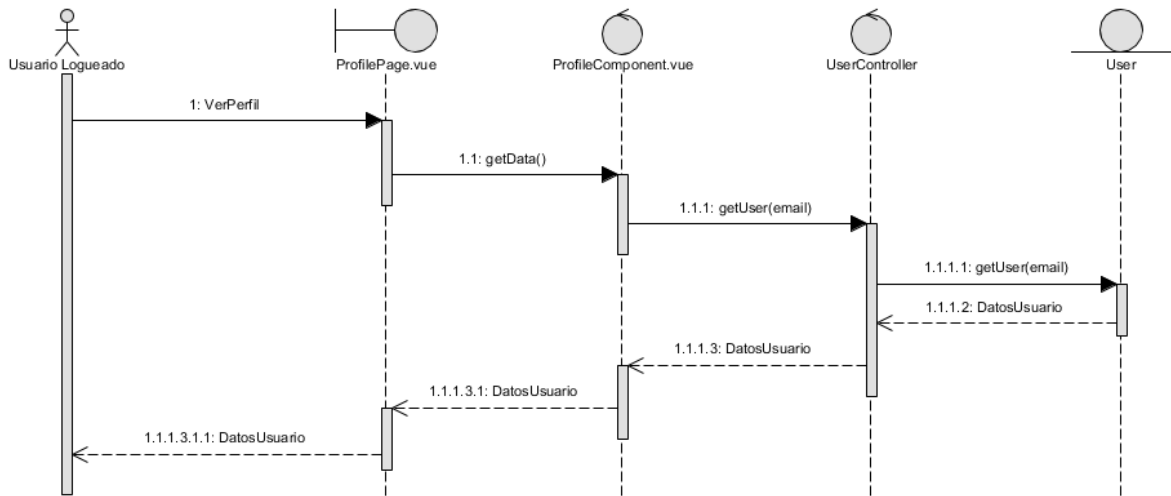 Usuario Logueado
ProfilePage.vue
ProfileComponent.vue
UserController
User
1: VerPerfil
1.1: getData()
1.1.1: getUser(email)
1.1.1.1: getUser(email)
1.1.1.2: DatosUsuario
1.1.1.3: DatosUsuario
1.1.1.3.1: DatosUsuario
1.1.1.3.1.1: DatosUsuario